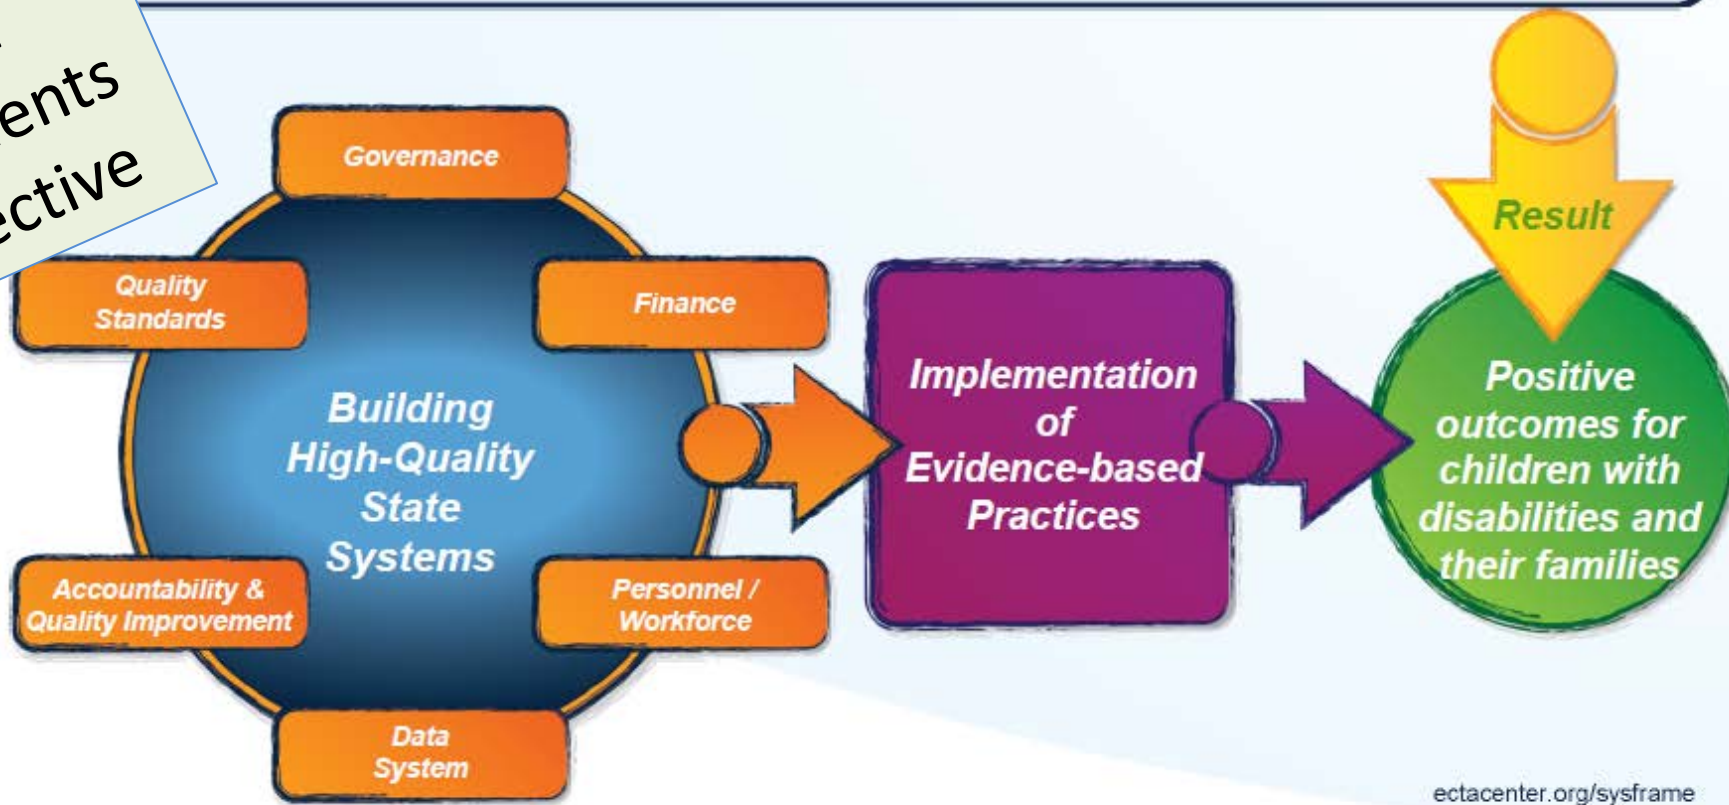 ective
Governance
Quality
Standards
Finance
Building
High-Quality
State
Systems
Accountability &
Quality Improvement
Personnel /
Workforce
Data
System
Implementation
of
Evidence-based
Practices
Result
Positive
outcomes for
children with
disabilities and
their families
ectacenter.org/sysframe